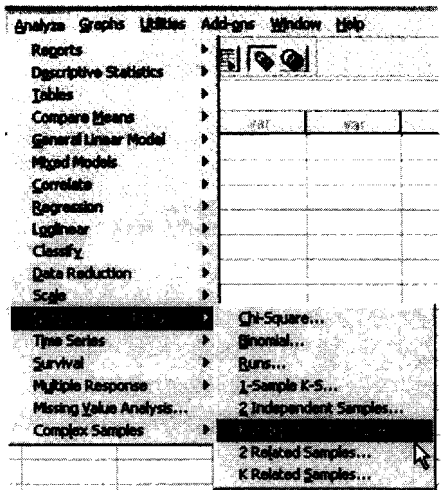 Analyze Graphs Utilities Add-ons Window Help
Reports
Descriptive Statistics
Tables
Compare Means
General Linear Model
Mixed Models
Correlate
Regression
Loglinear
Classify
Data Reduction
Scale
Time Series
Survival
Multiple Response
Missing Value Analysis...
Complex Samples
var var
Chi-Square...
Binomial...
Runs...
1-Sample K-S...
2 Independent Samples...
2 Related Samples...
K Related Samples...